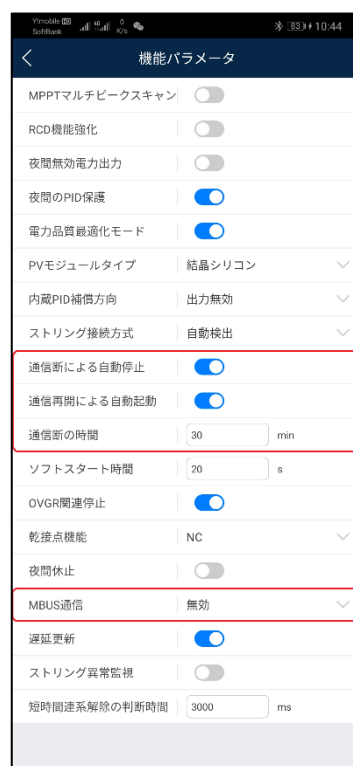 Y!mobile
SoftBank
0
K/s
83
10:44
機能パラメータ
MPPTマルチピークスキャン
RCD機能強化
夜間無効電力出力
夜間のPID保護
電力品質最適化モード
PVモジュールタイプ 結晶シリコン
内蔵PID補償方向 出力無効
ストリング接続方式 自動検出
通信断による自動停止
通信再開による自動起動
通信断の時間 30 min
ソフトスタート時間 20 s
OVGR関連停止
乾接点機能 NC
夜間休止
MBUS通信 無効
遅延更新
ストリング異常監視
短時間連系解除の判断時間 3000 ms